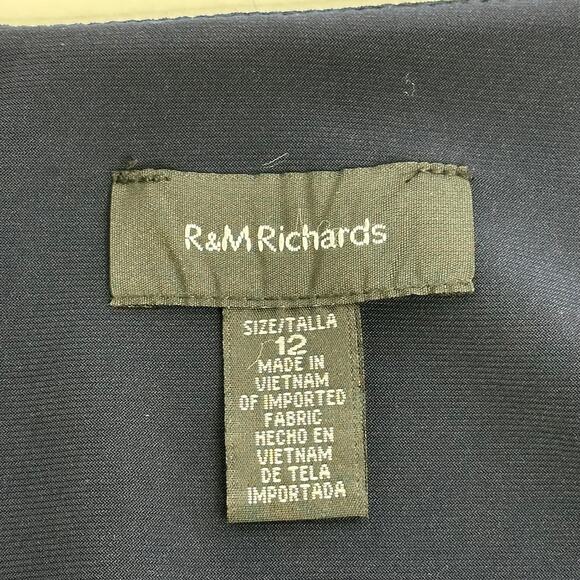 R&M Richards
SIZE/TALLA
12
MADE IN
VIETNAM
OF IMPORTED
FABRIC
HECHO EN
VIETNAM
DE TELA
IMPORTADA